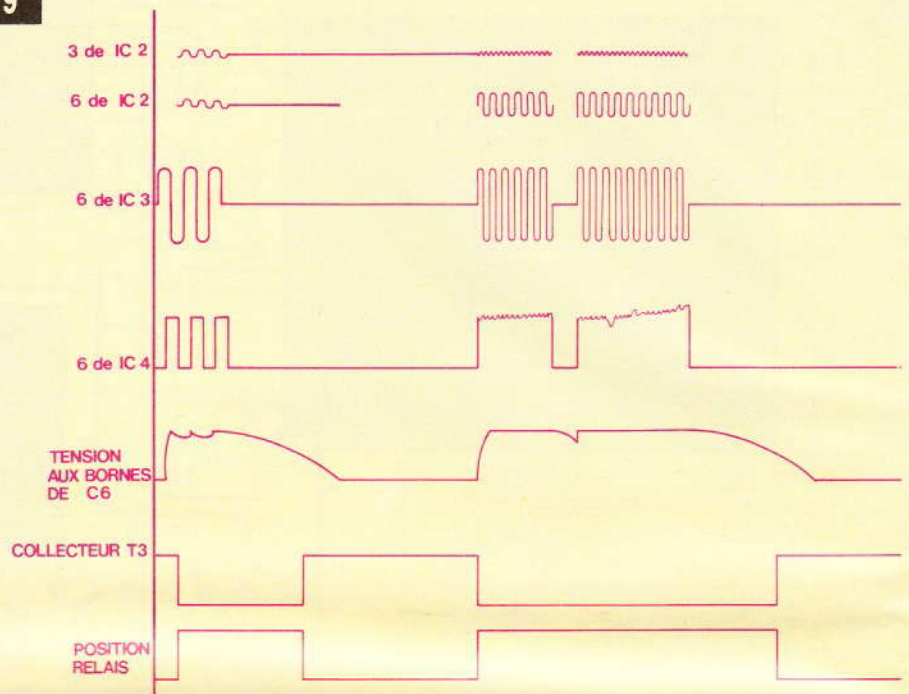 9
3 de IC 2
6 de IC 2
6 de IC 3
6 de IC 4
TENSION
AUX BORNES
DE C6
COLLECTEUR T3
POSITION
RELAIS